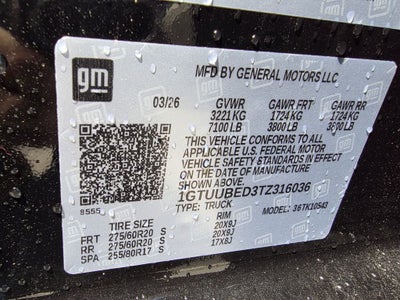 gm
MFD BY GENERAL MOTORS LLC
03/26 GVWR GAWR FRT GAWR RR
3221 KG 1724 KG 1724 KG
7100 LB 3800 LB 3800 LB
THIS VEHICLE CONFORMS TO ALL
APPLICABLE U.S. FEDERAL MOTOR
VEHICLE SAFETY STANDARDS IN
EFFECT ON THE DATE OF MANUFACTURE
SHOWN ABOVE.
1GTUUBED3TZ316036
TYPE: TRUCK MODEL: 36TK10543
8555
TIRE SIZE RIM
FRT 275/60R20 S 20X9J
RR 275/60R20 S 20X9J
SPA 255/80R17 S 17X8J